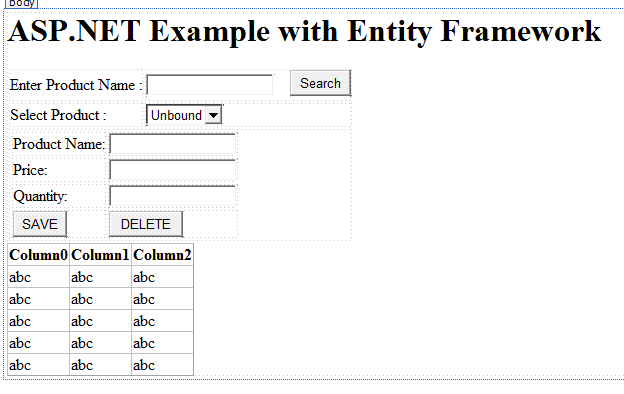 body
ASP.NET Example with Entity Framework
Enter Product Name : Search
Select Product : Unbound
Product Name:
Price:
Quantity:
SAVE DELETE
Column0 Column1 Column2
abc abc abc
abc abc abc
abc abc abc
abc abc abc
abc abc abc